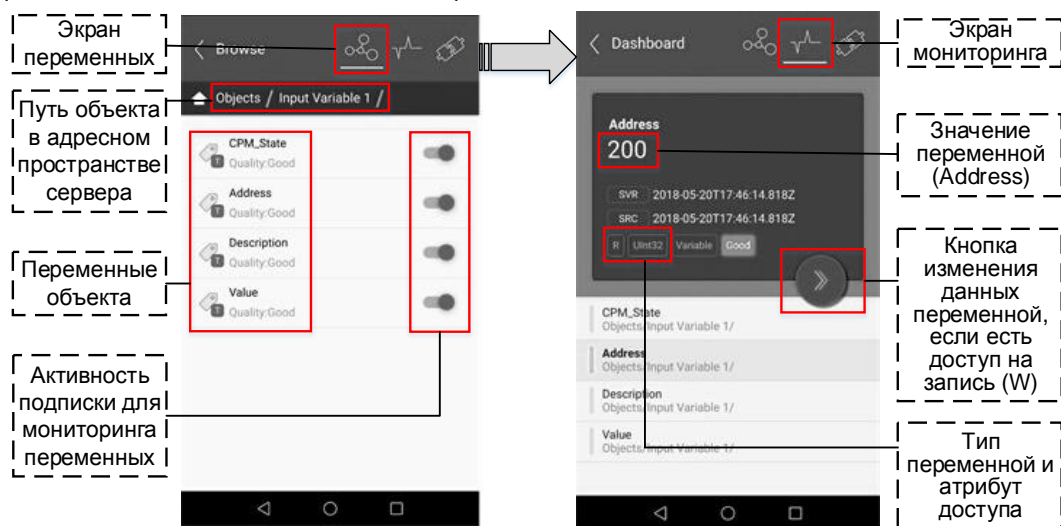 Экран
переменных
Путь объекта
в адресном
пространстве
сервера
Переменные
объекта
Активность
подписки для
мониторинга
переменных
Browse
Objects / Input Variable 1 /
CPM_State
T Quality:Good
Address
T Quality:Good
Description
T Quality:Good
Value
T Quality:Good
Dashboard
Address
200
SVR 2018-05-20T17:46:14.818Z
SRC 2018-05-20T17:46:14.818Z
R UInt32 Variable Good
CPM_State
Objects/Input Variable 1/
Address
Objects/Input Variable 1/
Description
Objects/Input Variable 1/
Value
Objects/Input Variable 1/
Экран
мониторинга
Значение
переменной
(Address)
Кнопка
изменения
данных
переменной,
если есть
доступ на
запись (W)
Тип
переменной и
атрибут
доступа